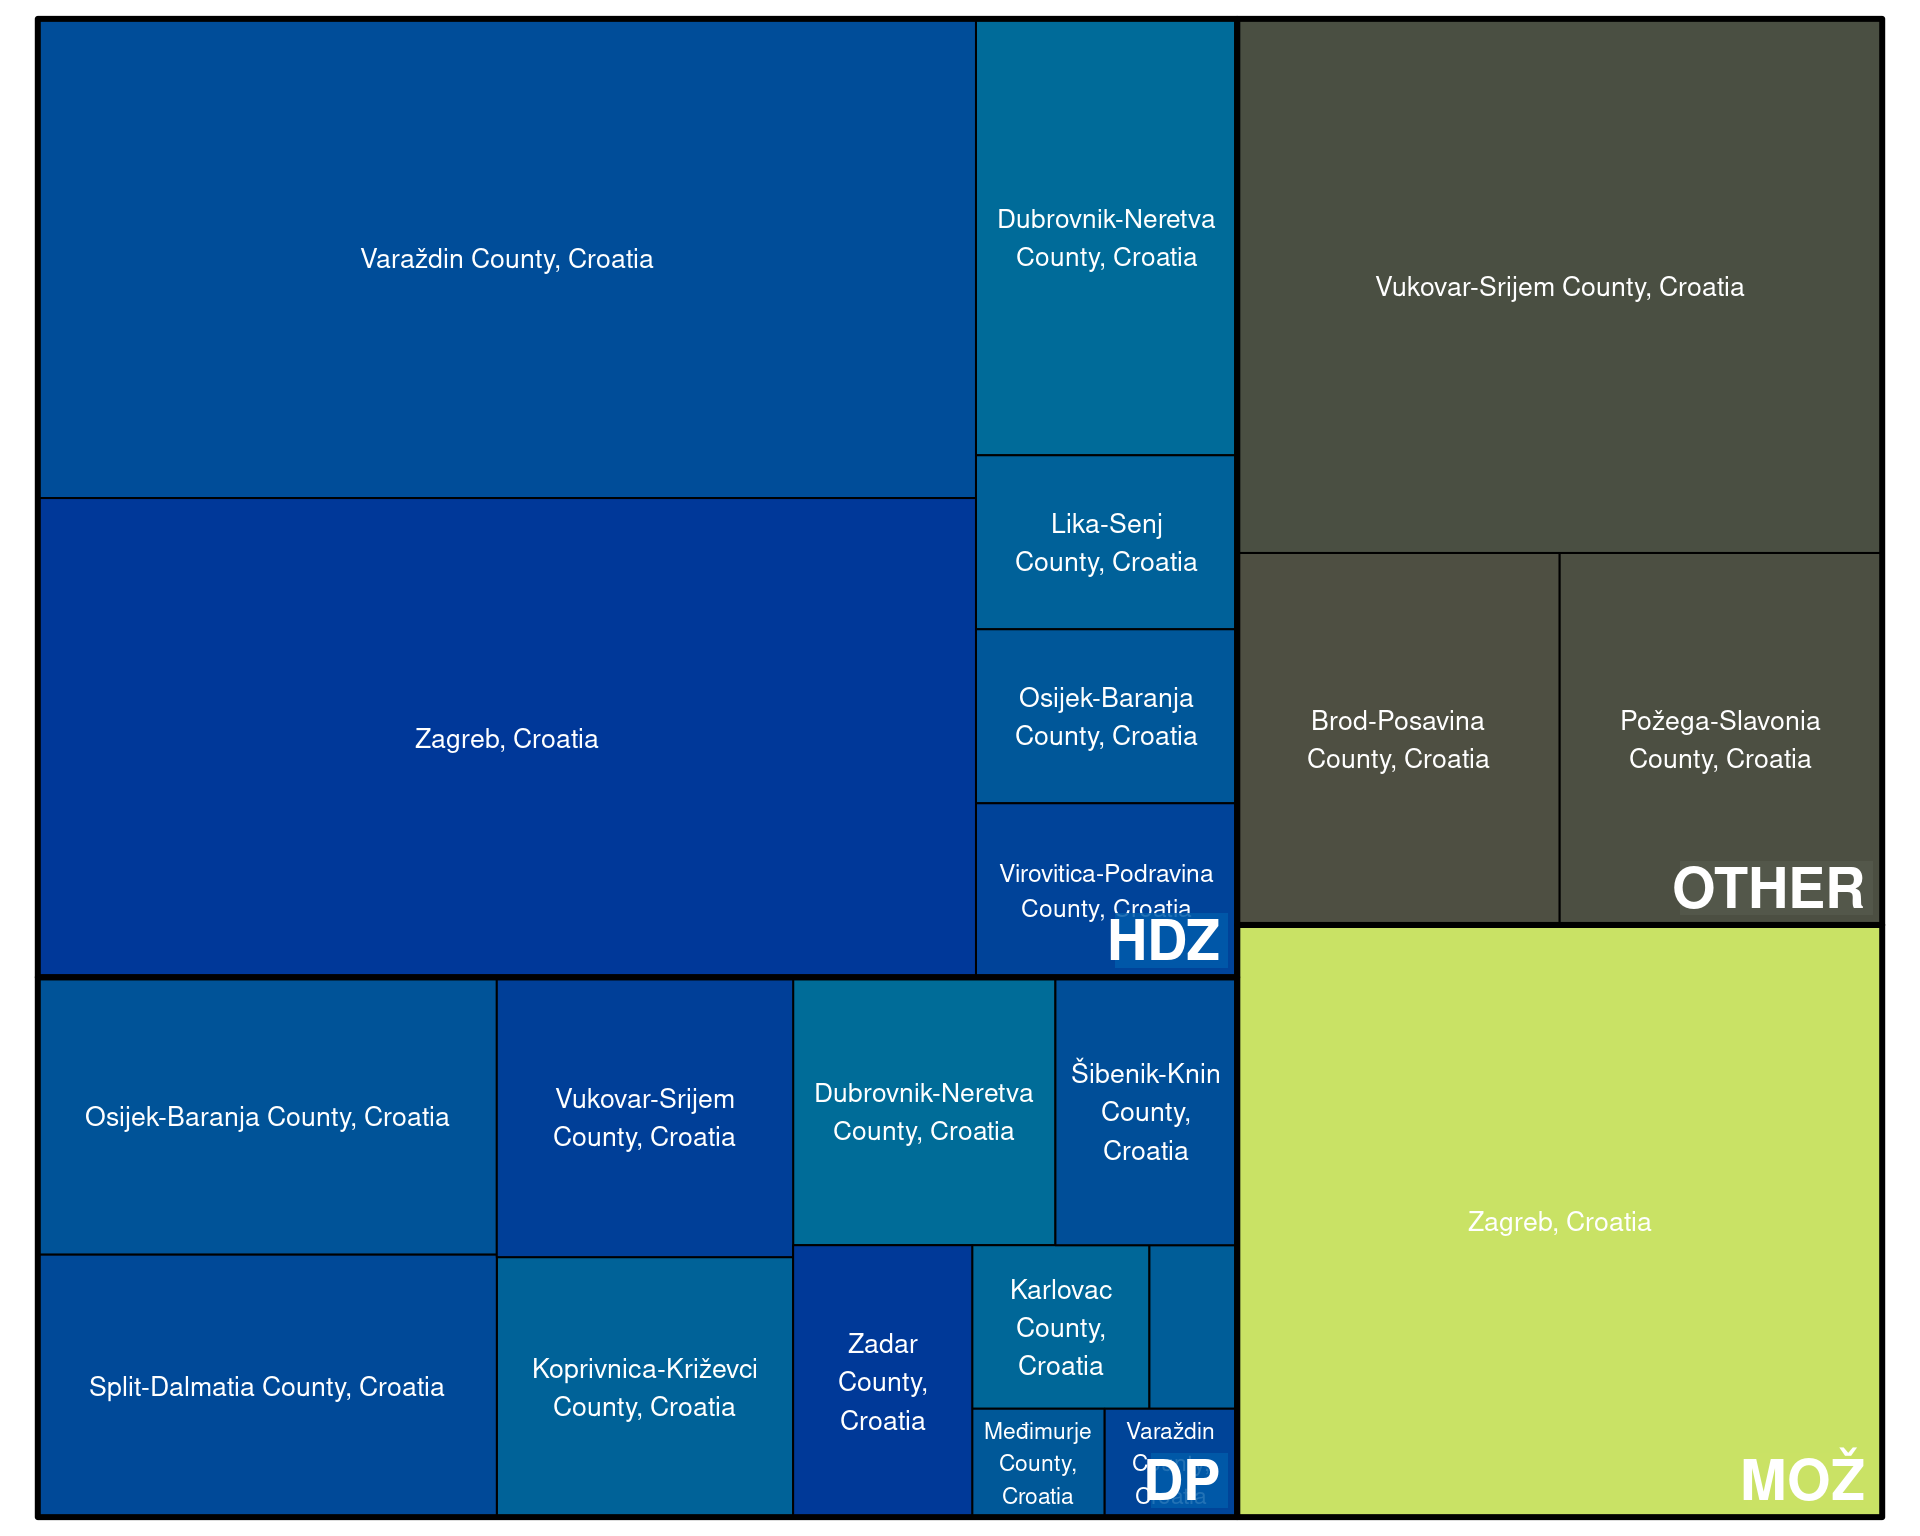 Varaždin County, Croatia
Dubrovnik-Neretva
County, Croatia
Vukovar-Srijem County, Croatia
Lika-Senj
County, Croatia
Zagreb, Croatia
Osijek-Baranja
County, Croatia
Brod-Posavina
County, Croatia
Požega-Slavonia
County, Croatia
Virovitica-Podravina
County, Croatia
HDZ
OTHER
Osijek-Baranja County, Croatia
Vukovar-Srijem
County, Croatia
Dubrovnik-Neretva
County, Croatia
Šibenik-Knin
County,
Croatia
Zagreb, Croatia
Split-Dalmatia County, Croatia
Koprivnica-Križevci
County, Croatia
Zadar
County,
Croatia
Karlovac
County,
Croatia
Međimurje
County,
Croatia
Varaždin
County,
Croatia
DP
MOŽ